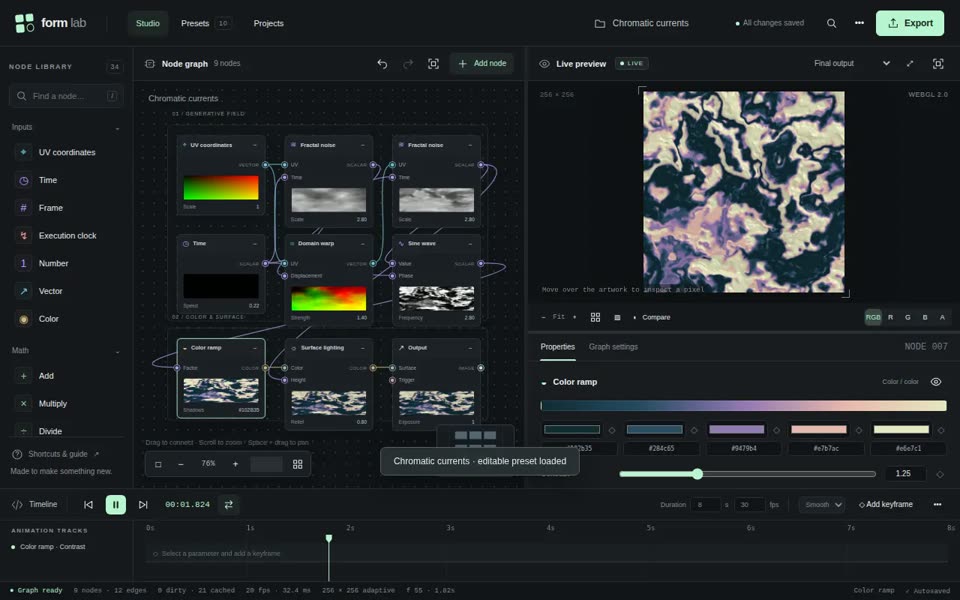 form lab
Studio
Presets 10
Projects
Chromatic currents
All changes saved
Export
NODE LIBRARY 34
Find a node... /
Inputs
UV coordinates
Time
Frame
Execution clock
Number
Vector
Color
Math
Add
Multiply
Divide
Shortcuts & guide ↗
Made to make something new.
Node graph 9 nodes
+ Add node
Chromatic currents
01 / GENERATIVE FIELD
UV coordinates
VECTOR
Scale 1
Fractal noise
SCALAR
UV
Time
Scale 2.80
Fractal noise
SCALAR
UV
Time
Scale 2.80
Time
SCALAR
Speed 0.22
Domain warp
UV VECTOR
Displacement
Strength 1.40
Sine wave
Value SCALAR
Phase
Frequency 2.80
02 / COLOR & SURFACE
Color ramp
Factor COLOR
Shadows
Surface lighting
Color COLOR
Height
Relief 0.80
Output
Surface IMAGE
Trigger
Exposure 1
Drag to connect · Scroll to zoom · Space + drag to pan
− 76% +
Chromatic currents · editable preset loaded
Live preview
LIVE
Final output
256 × 256
WEBGL 2.0
Move over the artwork to inspect a pixel
− Fit +
Compare
RGB R G B A
Properties
Graph settings
NODE 007
Color ramp
Color / color
#284c65
#9479b4
#e7b7ac
#e6e7c1
1.25
Timeline
00:01.824
Duration 8 s 30 fps
Smooth
Add keyframe
ANIMATION TRACKS
Color ramp · Contrast
0s 1s 2s 3s 4s 5s 6s 7s 8s
Select a parameter and add a keyframe
Graph ready 9 nodes · 12 edges 0 dirty · 21 cached 20 fps · 32.4 ms 256 × 256 adaptive f 55 · 1.82s
Color ramp ✓ Autosaved